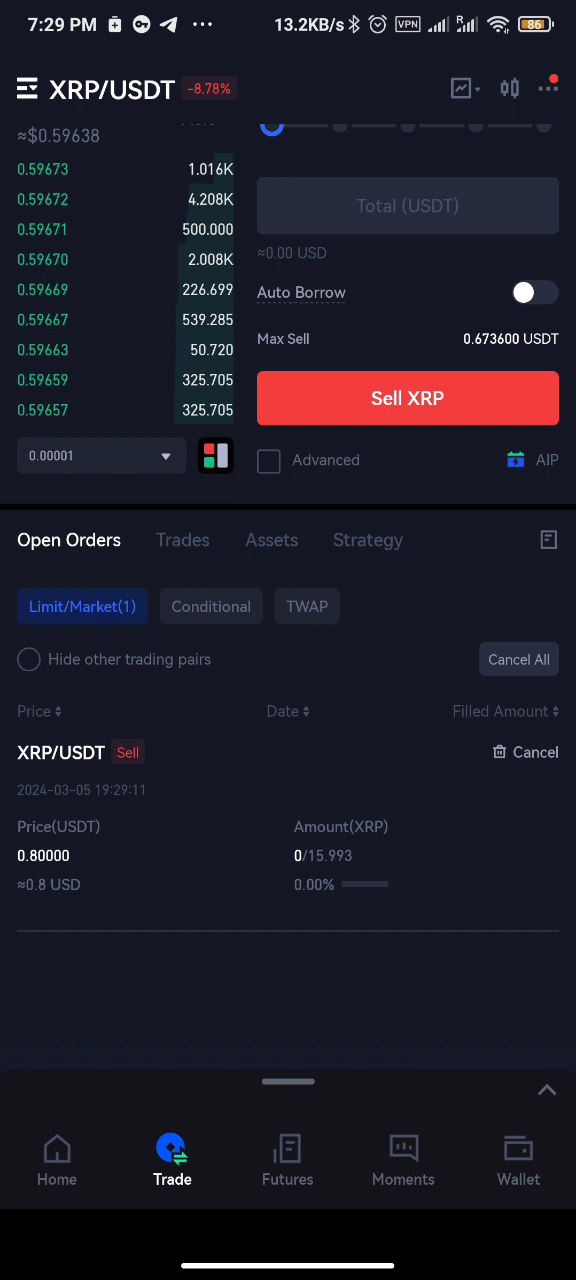 7:29 PM 13.2KB/s VPN R 86
XRP/USDT -8.78%
≈$0.59638
0.59673 1.016K
0.59672 4.208K
0.59671 500.000
0.59670 2.008K
0.59669 226.699
0.59667 539.285
0.59663 50.720
0.59659 325.705
0.59657 325.705
0.00001
Total (USDT)
≈0.00 USD
Auto Borrow
Max Sell 0.673600 USDT
Sell XRP
Advanced AIP
Open Orders Trades Assets Strategy
Limit/Market(1) Conditional TWAP
Hide other trading pairs Cancel All
Price Date Filled Amount
XRP/USDT Sell Cancel
2024-03-05 19:29:11
Price(USDT) Amount(XRP)
0.80000 0/15.993
≈0.8 USD 0.00%
Home Trade Futures Moments Wallet